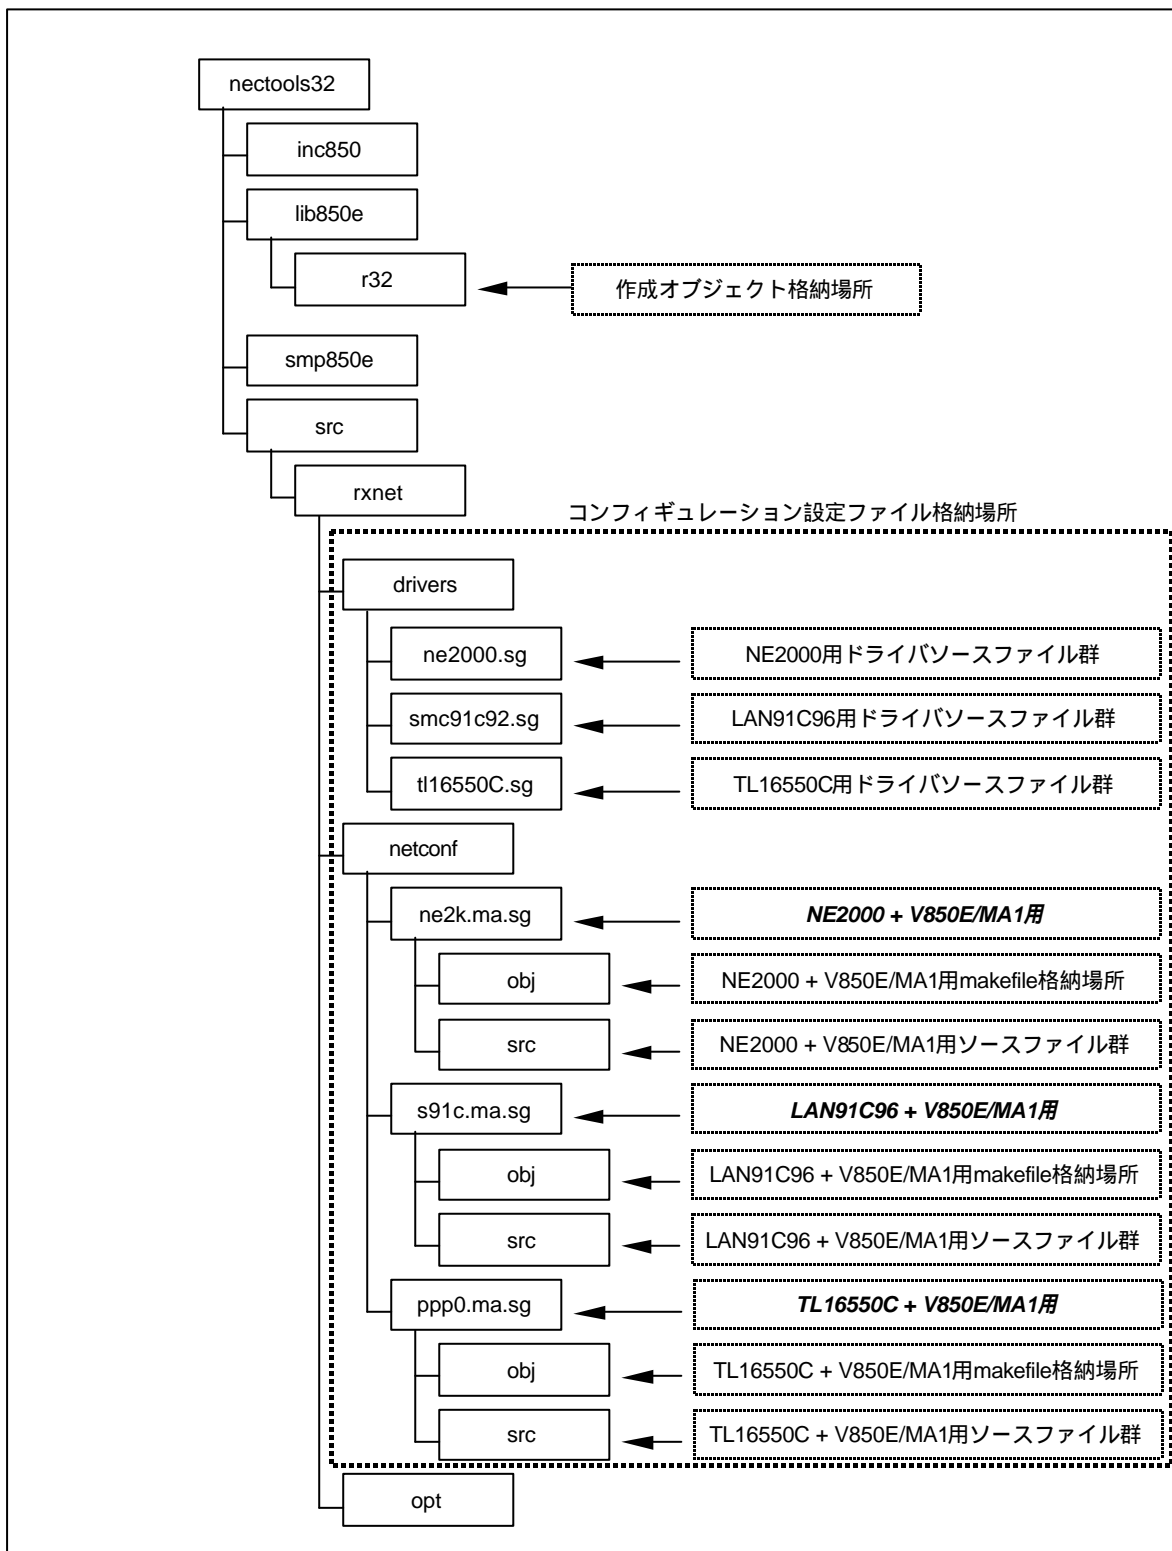 nectools32
inc850
lib850e
r32
作成オブジェクト格納場所
smp850e
src
rxnet
コンフィギュレーション設定ファイル格納場所
drivers
ne2000.sg
NE2000用ドライバソースファイル群
smc91c92.sg
LAN91C96用ドライバソースファイル群
tl16550C.sg
TL16550C用ドライバソースファイル群
netconf
ne2k.ma.sg
NE2000 + V850E/MA1用
obj
NE2000 + V850E/MA1用makefile格納場所
src
NE2000 + V850E/MA1用ソースファイル群
s91c.ma.sg
LAN91C96 + V850E/MA1用
obj
LAN91C96 + V850E/MA1用makefile格納場所
src
LAN91C96 + V850E/MA1用ソースファイル群
ppp0.ma.sg
TL16550C + V850E/MA1用
obj
TL16550C + V850E/MA1用makefile格納場所
src
TL16550C + V850E/MA1用ソースファイル群
opt